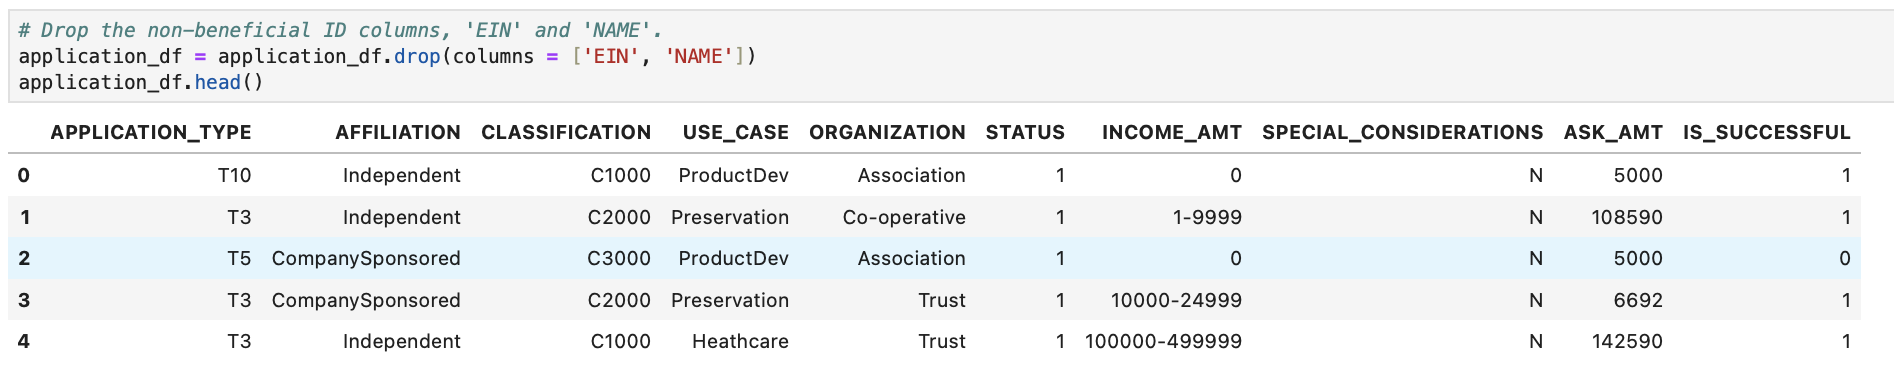 # Drop the non-beneficial ID columns, 'EIN' and 'NAME'.
application_df = application_df.drop(columns = ['EIN', 'NAME'])
application_df.head()
APPLICATION_TYPE AFFILIATION CLASSIFICATION USE_CASE ORGANIZATION STATUS INCOME_AMT SPECIAL_CONSIDERATIONS ASK_AMT IS_SUCCESSFUL
0 T10 Independent C1000 ProductDev Association 1 0 N 5000 1
1 T3 Independent C2000 Preservation Co-operative 1 1-9999 N 108590 1
2 T5 CompanySponsored C3000 ProductDev Association 1 0 N 5000 0
3 T3 CompanySponsored C2000 Preservation Trust 1 10000-24999 N 6692 1
4 T3 Independent C1000 Heathcare Trust 1 100000-499999 N 142590 1